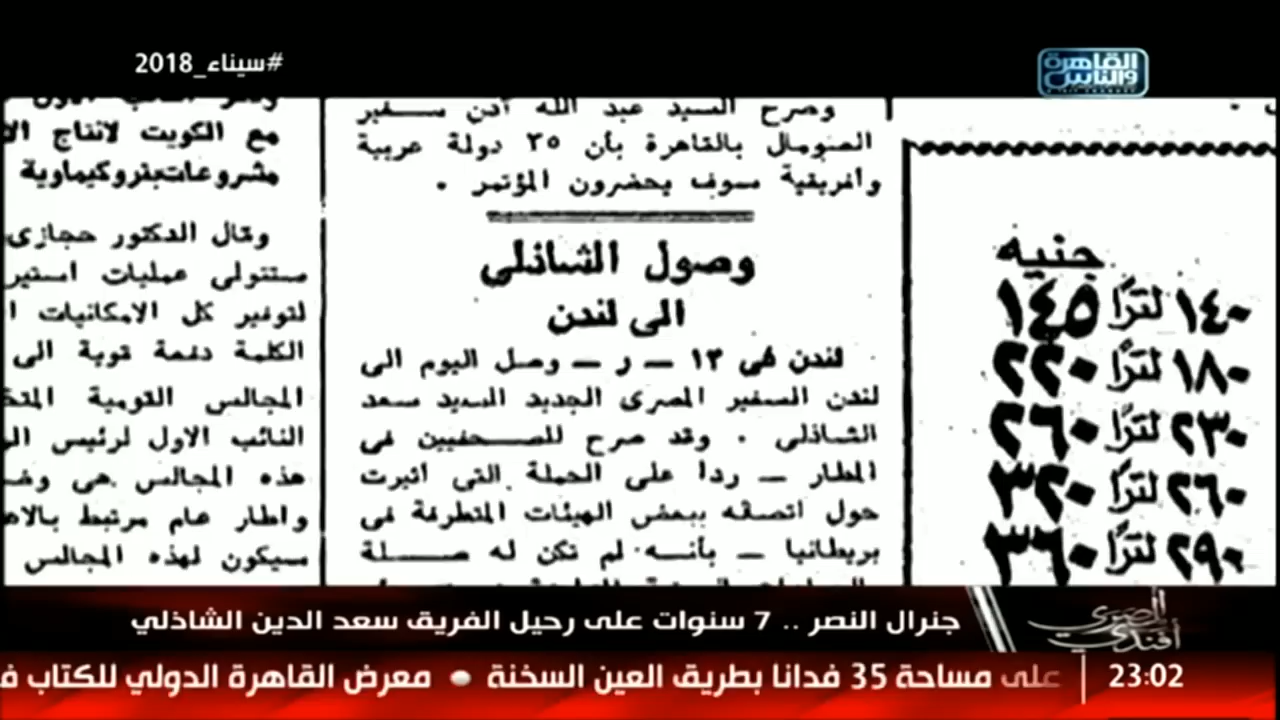 #سيناء_2018
القاهرة
والناس
وصرح السيد عبد الله آدن سفير
الصومال بالقاهرة بأن ٢٥ دولة عربية
وافريقية سوف يحضرون المؤتمر .
وصول الشاذلى
الى لندن
لندن فى ١٣ — ر — وصل اليوم الى
لندن السفير المصرى الجديد السيد سعد
الشاذلى . وقد صرح للصحفيين فى
المطار — ردا على الحملة التى اثيرت
حول اتصاله ببعض الهيئات المتطرفة فى
بريطانيا — بأنه لم تكن له صلة
جنيه
١٤٠ لترًا ١٤٥
١٨٠ لترًا ٢٢٠
٢٣٠ لترًا ٢٦٠
٢٦٠ لترًا ٣٢٠
٢٩٠ لترًا ٣٦٠
مع الكويت لانتاج الا
مشروعات بتروكيماوية
وقال الدكتور حجازى
ستتولى عمليات استير
لتوفير كل الامكانيات ا
الكلمة دفعة قوية الى
المجالس القومية المتخ
النائب الاول لرئيس الو
هذه المجالس هى وضـ
واطار عام مرتبط بالاه
سيكون لهذه المجالس
المصري أفندي
جنرال النصر .. 7 سنوات على رحيل الفريق سعد الدين الشاذلي
23:02
على مساحة 35 فدانا بطريق العين السخنة • معرض القاهرة الدولي للكتاب ف